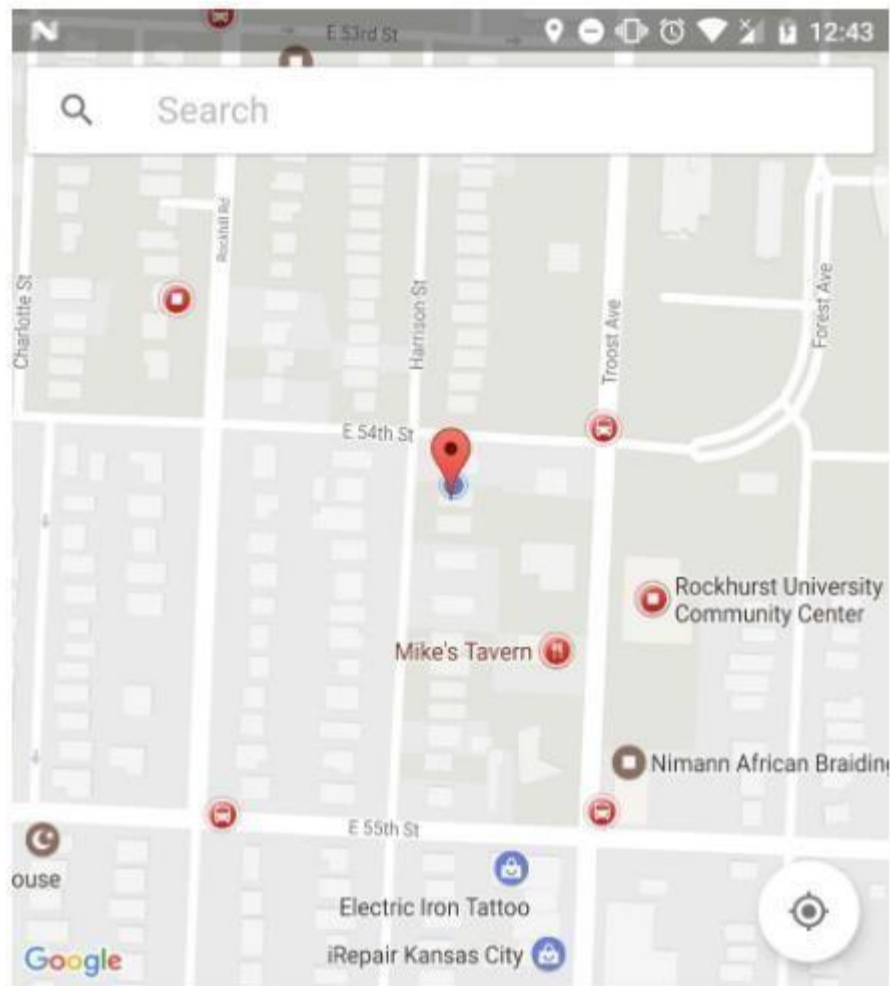 E 53rd St
12:43
Search
Rockhill Rd
Charlotte St
Harrison St
Troost Ave
Forest Ave
E 54th St
Rockhurst University
Community Center
Mike's Tavern
Nimann African Braidin
E 55th St
ouse
Electric Iron Tattoo
iRepair Kansas City
Google